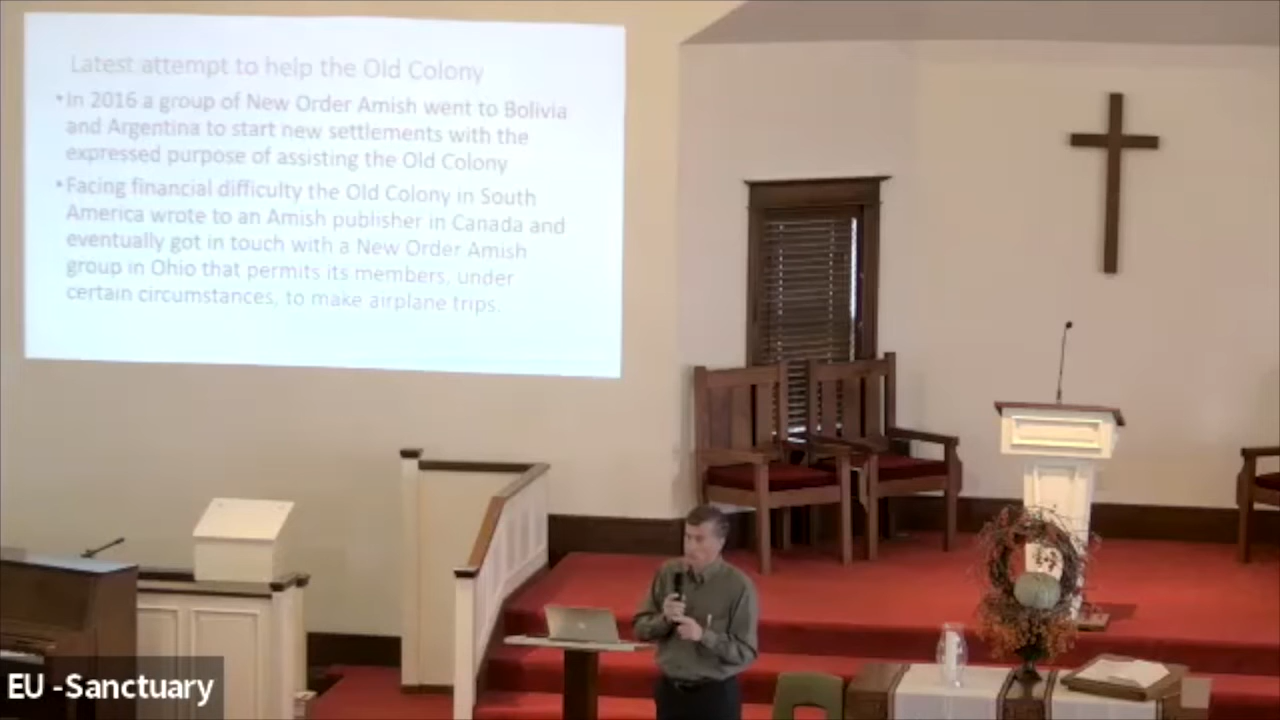 Latest attempt to help the Old Colony
•In 2016 a group of New Order Amish went to Bolivia
and Argentina to start new settlements with the
expressed purpose of assisting the Old Colony
•Facing financial difficulty the Old Colony in South
America wrote to an Amish publisher in Canada and
eventually got in touch with a New Order Amish
group in Ohio that permits its members, under
certain circumstances, to make airplane trips.
EU -Sanctuary